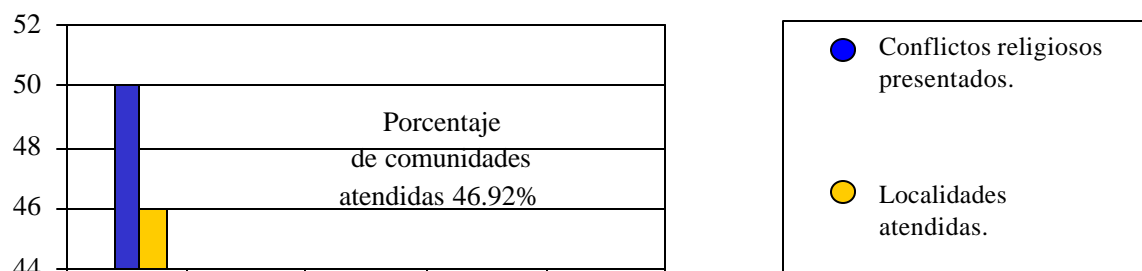 52
50
48
46
44
Porcentaje
de comunidades
atendidas 46.92%
Conflictos religiosos
presentados.
Localidades
atendidas.